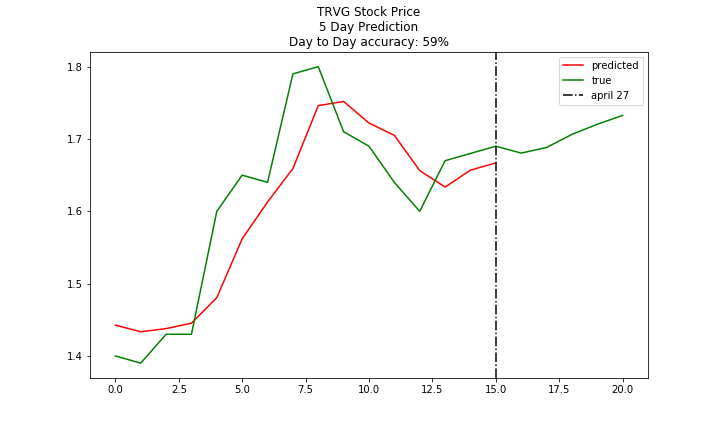 TRVG Stock Price
5 Day Prediction
Day to Day accuracy: 59%
predicted
true
april 27
1.8
1.7
1.6
1.5
1.4
0.0 2.5 5.0 7.5 10.0 12.5 15.0 17.5 20.0